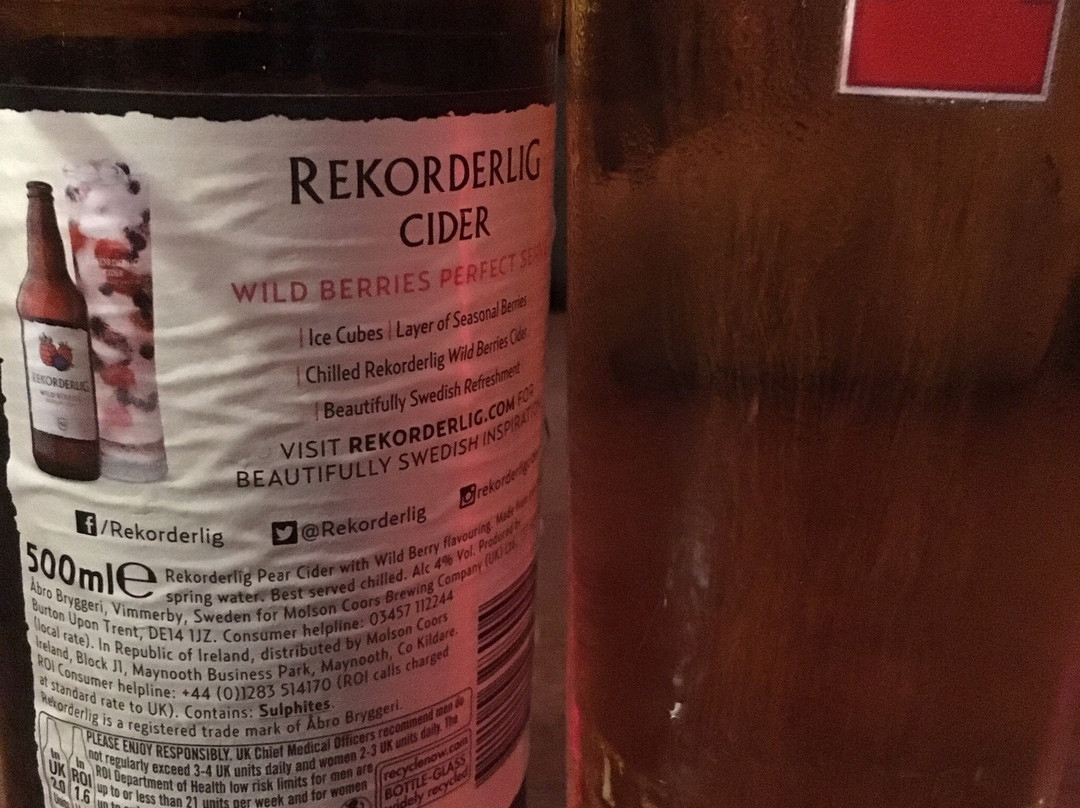 REKORDERLIG
CIDER
WILD BERRIES PERFECT
| Ice Cubes | Layer of Seasonal Berries
| Chilled Rekorderlig Wild Berries Cider
| Beautifully Swedish Refreshment
VISIT REKORDERLIG.COM FOR
BEAUTIFULLY SWEDISH
REKORDERLIG
/Rekorderlig
@Rekorderlig
500ml e
Rekorderlig Pear Cider with Wild Berry flavouring. Made from
spring water. Best served chilled. Alc 4% Vol. Produced by
Åbro Bryggeri, Vimmerby, Sweden for Molson Coors Brewing Company (UK) Ltd.
Burton Upon Trent, DE14 1JZ. Consumer helpline: 03457 112244
(local rate). In Republic of Ireland, distributed by Molson Coors
Ireland, Block J1, Maynooth Business Park, Maynooth, Co Kildare.
ROI Consumer helpline: +44 (0)1283 514170 (ROI calls charged
at standard rate to UK). Contains: Sulphites.
Rekorderlig is a registered trade mark of Åbro Bryggeri.
PLEASE ENJOY RESPONSIBLY. UK Chief Medical Officers recommend men do
not regularly exceed 3-4 UK units daily and women 2-3 UK units daily. The
ROI Department of Health low risk limits for men are
up to or less than 21 units per week and for women
In
UK
2.0
Units
In
ROI
1.6
recyclenow.com
BOTTLE-GLASS
widely recycled